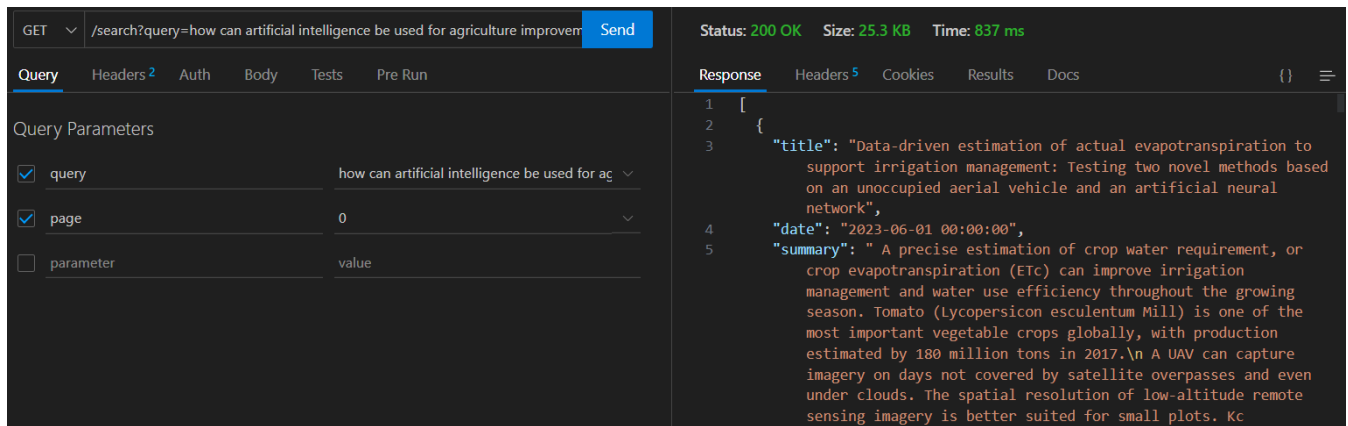 GET /search?query=how can artificial intelligence be used for agriculture improvem Send
Query Headers 2 Auth Body Tests Pre Run
Query Parameters
query how can artificial intelligence be used for ag
page 0
parameter value
Status: 200 OK Size: 25.3 KB Time: 837 ms
Response Headers 5 Cookies Results Docs {}
1 [
2 {
3 "title": "Data-driven estimation of actual evapotranspiration to
support irrigation management: Testing two novel methods based
on an unoccupied aerial vehicle and an artificial neural
network",
4 "date": "2023-06-01 00:00:00",
5 "summary": " A precise estimation of crop water requirement, or
crop evapotranspiration (ETc) can improve irrigation
management and water use efficiency throughout the growing
season. Tomato (Lycopersicon esculentum Mill) is one of the
most important vegetable crops globally, with production
estimated by 180 million tons in 2017.\n A UAV can capture
imagery on days not covered by satellite overpasses and even
under clouds. The spatial resolution of low-altitude remote
sensing imagery is better suited for small plots. Kc